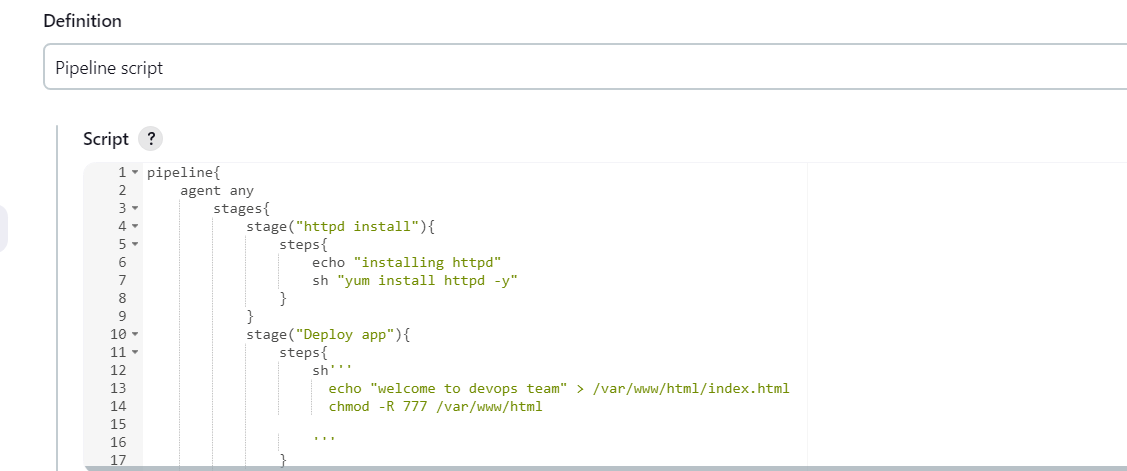 Definition
Pipeline script
Script ?
1 pipeline{
2 agent any
3 stages{
4 stage("httpd install"){
5 steps{
6 echo "installing httpd"
7 sh "yum install httpd -y"
8 }
9 }
10 stage("Deploy app"){
11 steps{
12 sh'''
13 echo "welcome to devops team" > /var/www/html/index.html
14 chmod -R 777 /var/www/html
15
16 '''
17 }